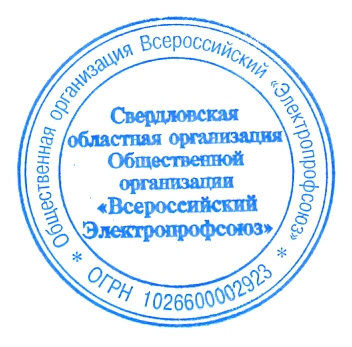 Общественная организация Всероссийский «Электропрофсоюз»
* ОГРН 1026600002923 *
Свердловская
областная организация
Общественной
организации
«Всероссийский
Электропрофсоюз»